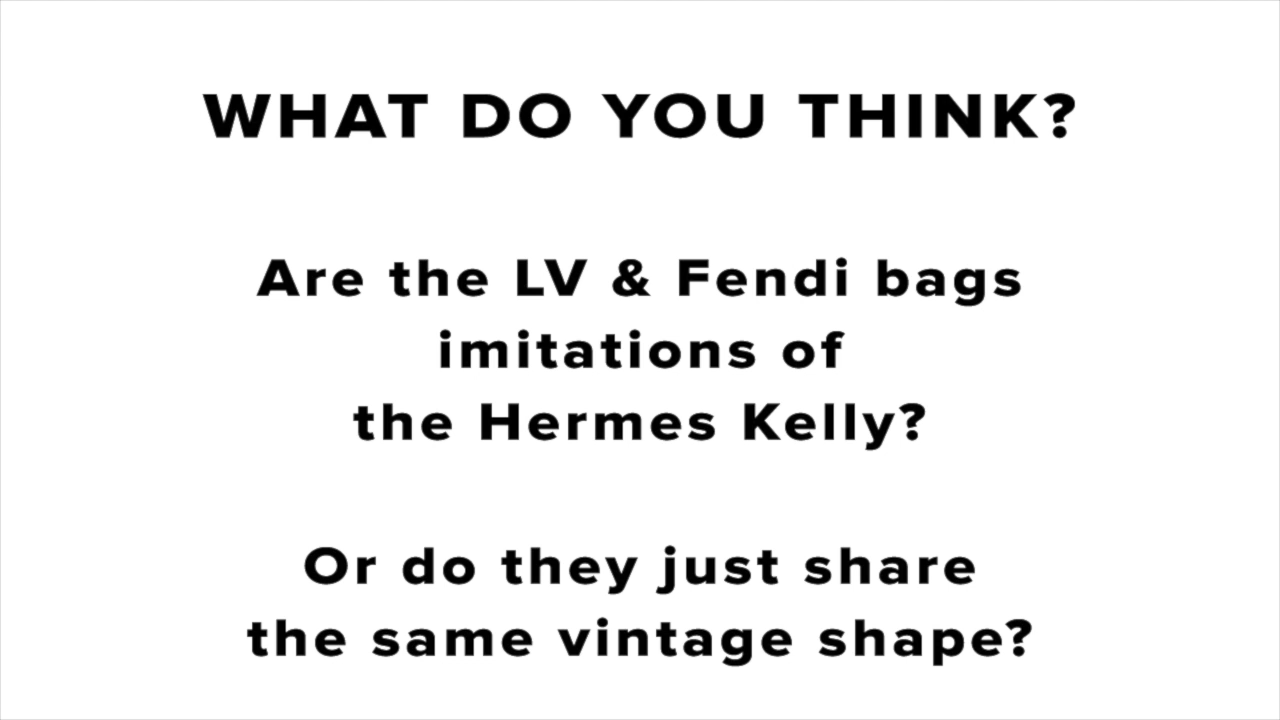 WHAT DO YOU THINK?
Are the LV & Fendi bags
imitations of
the Hermes Kelly?
Or do they just share
the same vintage shape?